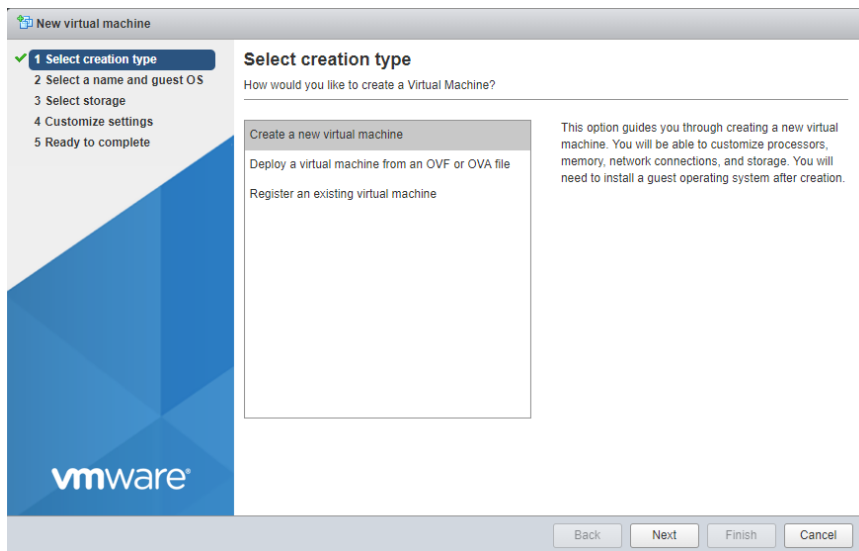 New virtual machine
1 Select creation type
2 Select a name and guest OS
3 Select storage
4 Customize settings
5 Ready to complete
Select creation type
How would you like to create a Virtual Machine?
Create a new virtual machine
Deploy a virtual machine from an OVF or OVA file
Register an existing virtual machine
This option guides you through creating a new virtual
machine. You will be able to customize processors,
memory, network connections, and storage. You will
need to install a guest operating system after creation.
vmware®
Back
Next
Finish
Cancel